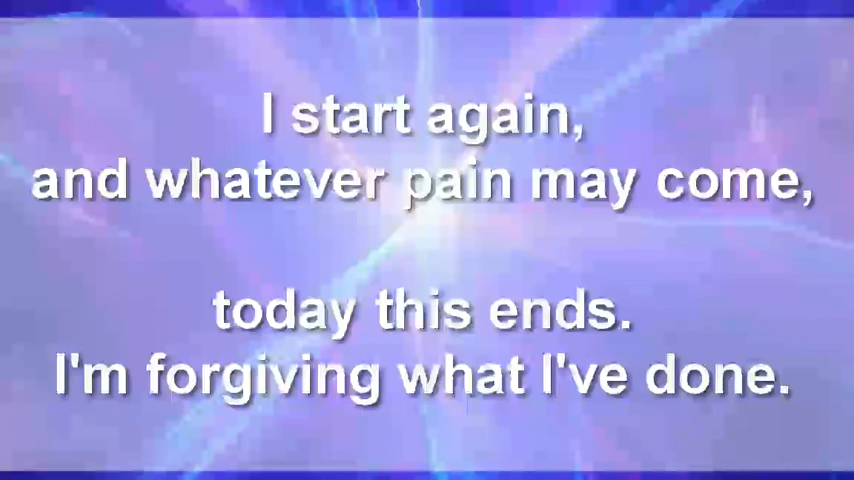 I start again,
and whatever pain may come,
today this ends.
I'm forgiving what I've done.